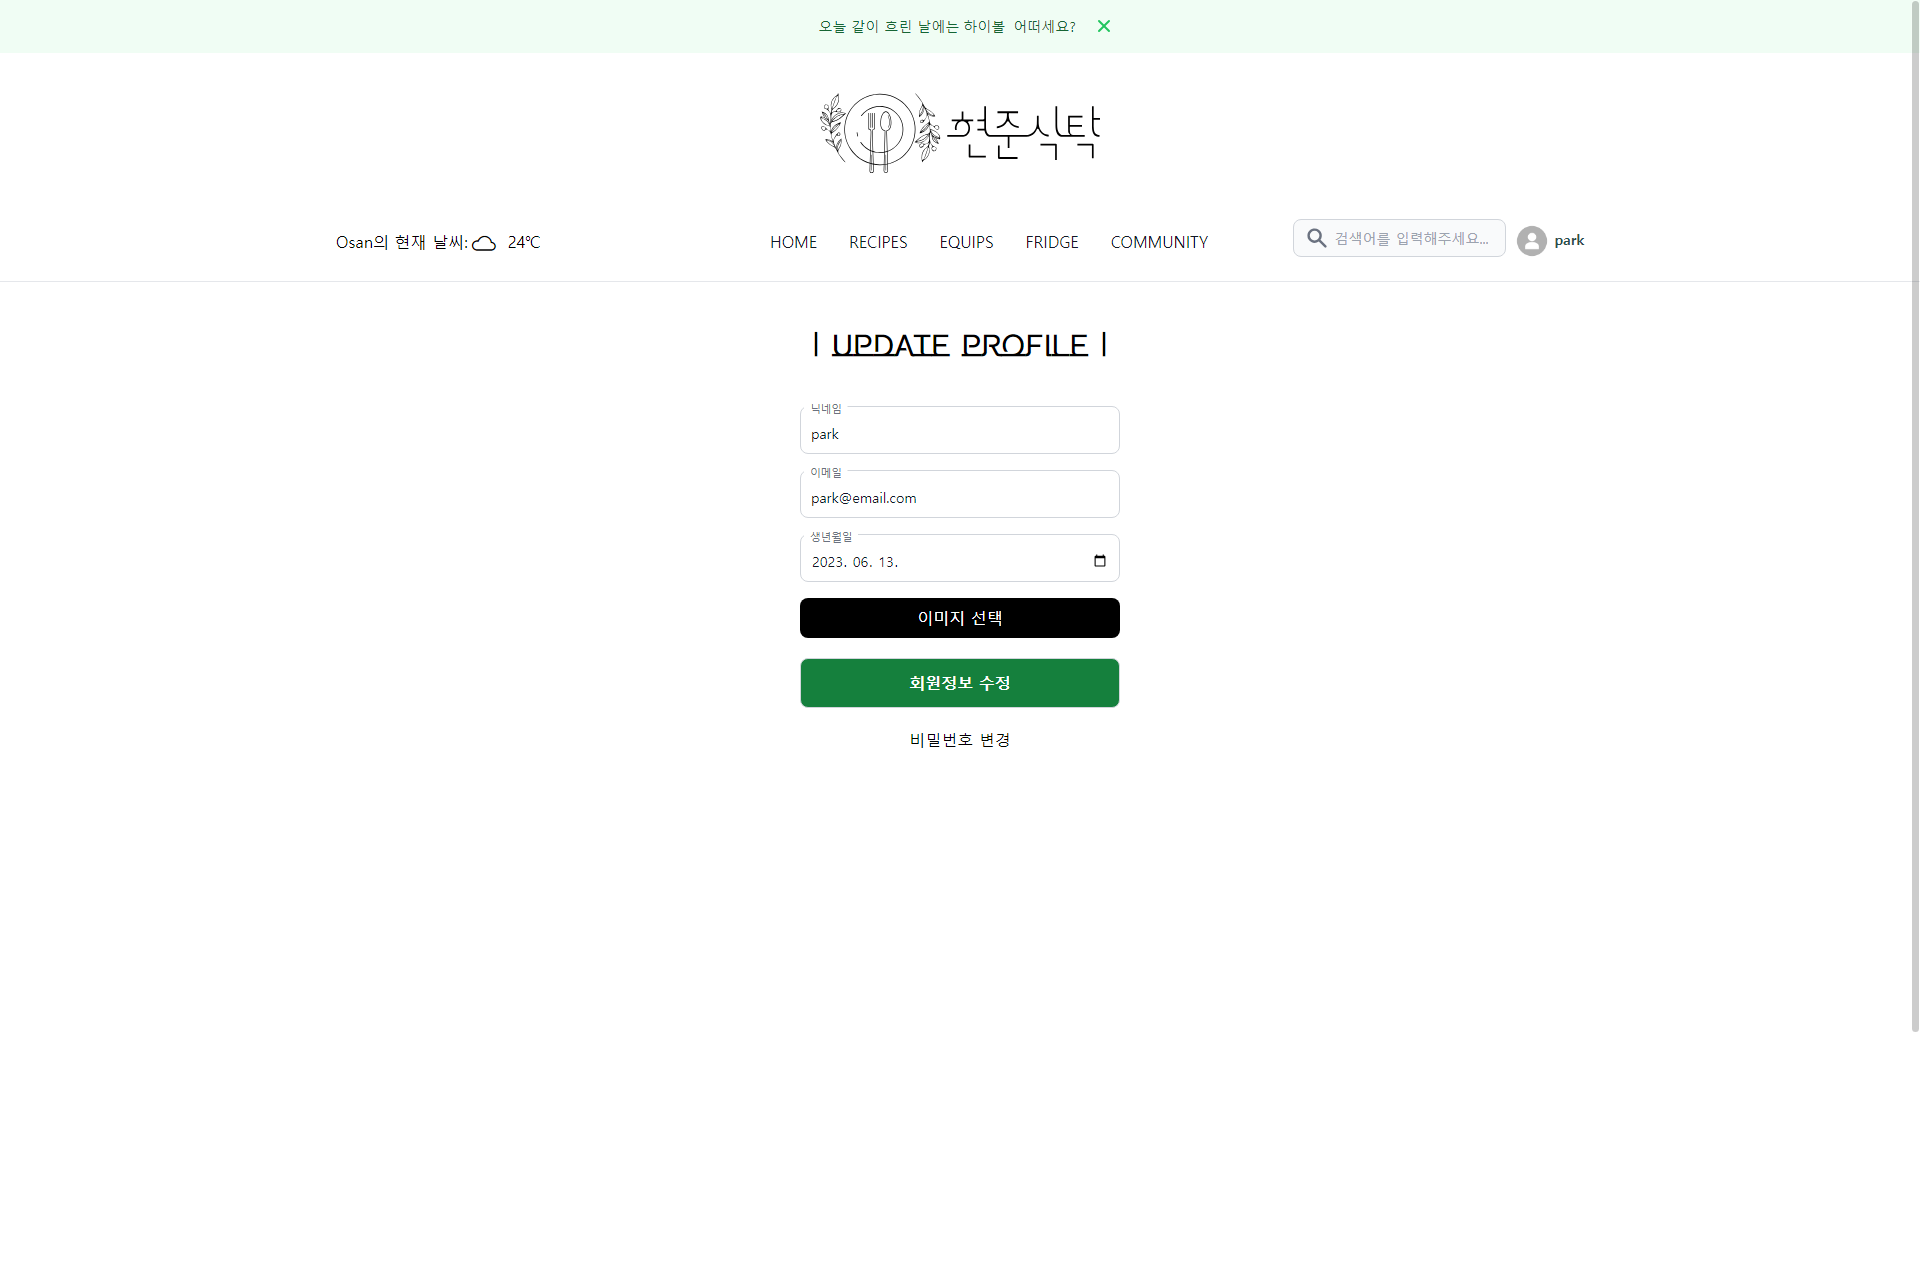 오늘 같이 흐린 날에는 하이볼 어떠세요?
현준식탁
Osan의 현재 날씨: 24℃
HOME RECIPES EQUIPS FRIDGE COMMUNITY
검색어를 입력해주세요...
park
| UPDATE PROFILE |
닉네임
park
이메일
park@email.com
생년월일
2023. 06. 13.
이미지 선택
회원정보 수정
비밀번호 변경